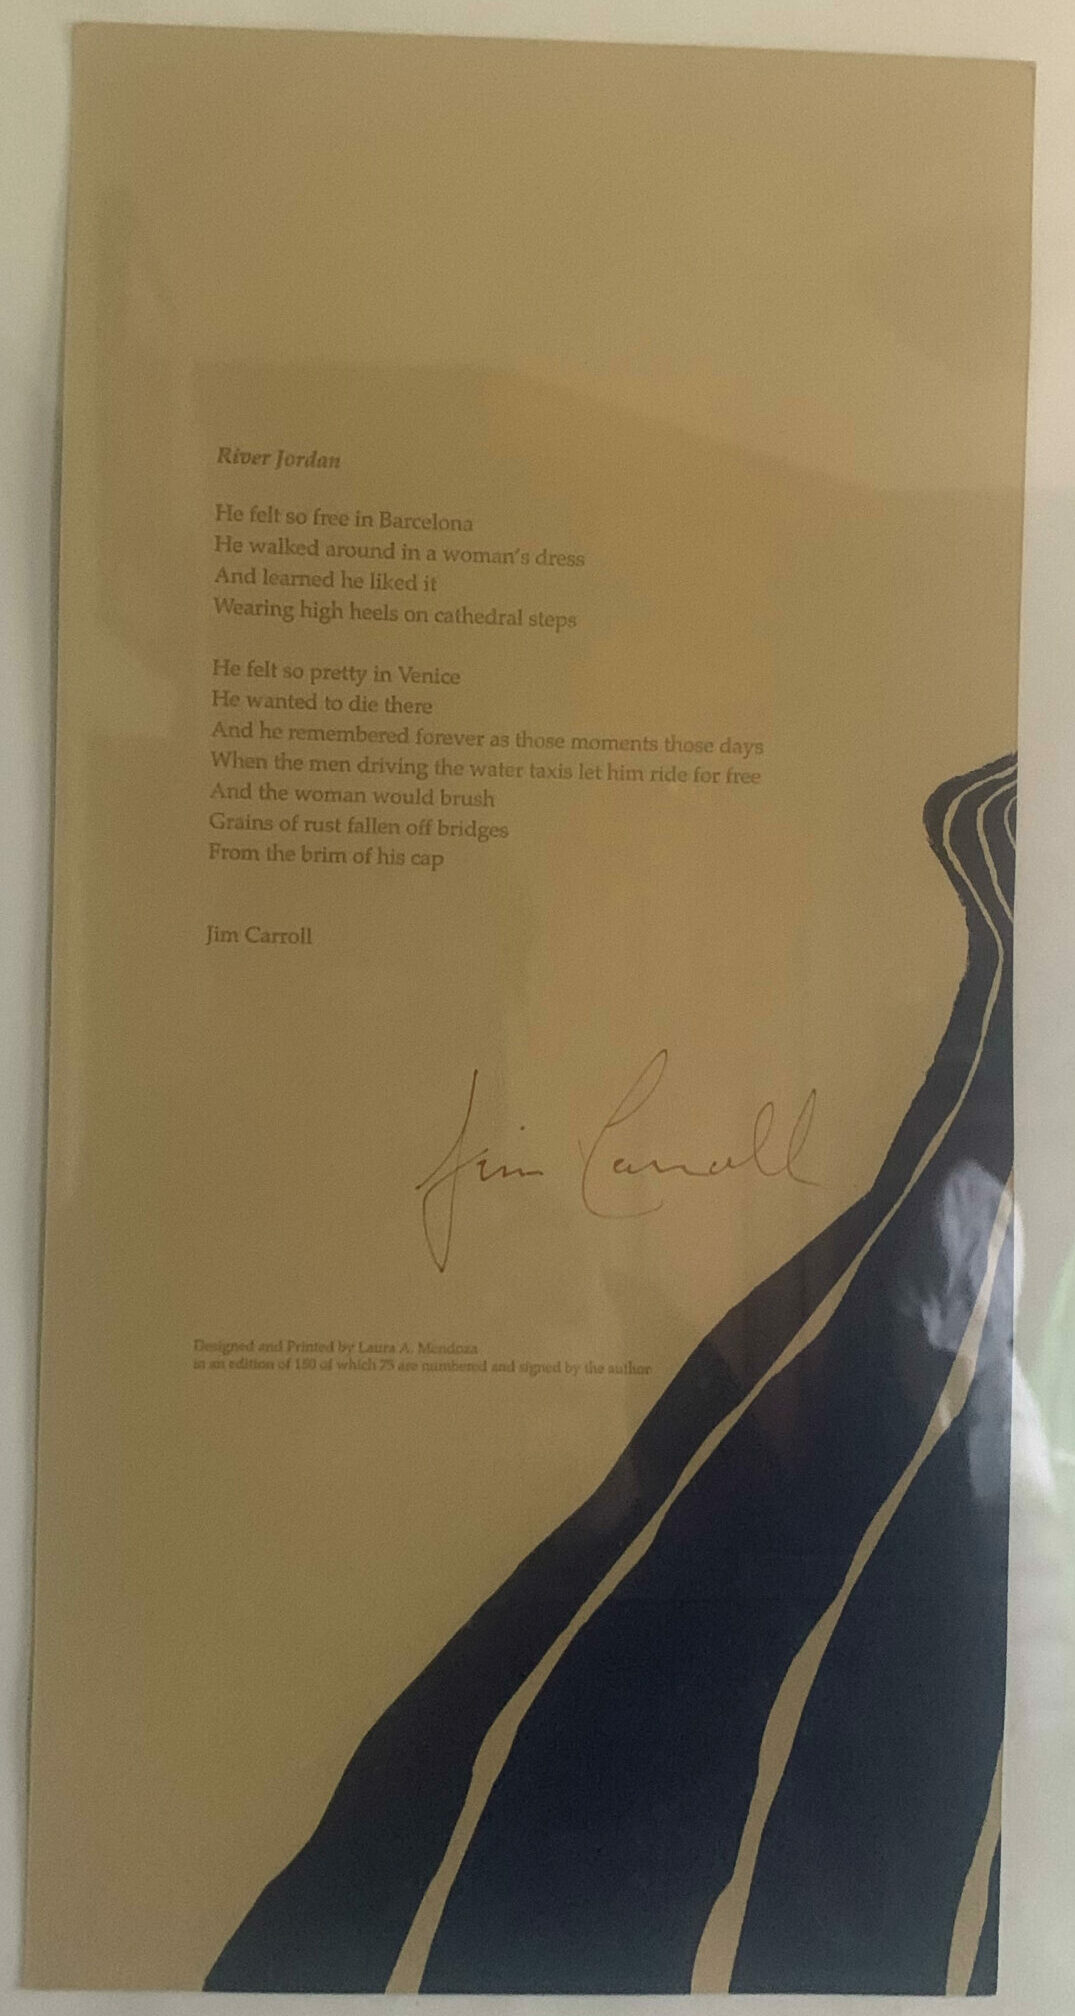 River Jordan
He felt so free in Barcelona
He walked around in a woman's dress
And learned he liked it
Wearing high heels on cathedral steps
He felt so pretty in Venice
He wanted to die there
And he remembered forever as those moments those days
When the men driving the water taxis let him ride for free
And the woman would brush
Grains of rust fallen off bridges
From the brim of his cap
Jim Carroll
Jim Carroll
Designed and Printed by Laura A. Mendoza
in an edition of 150 of which 75 are numbered and signed by the author